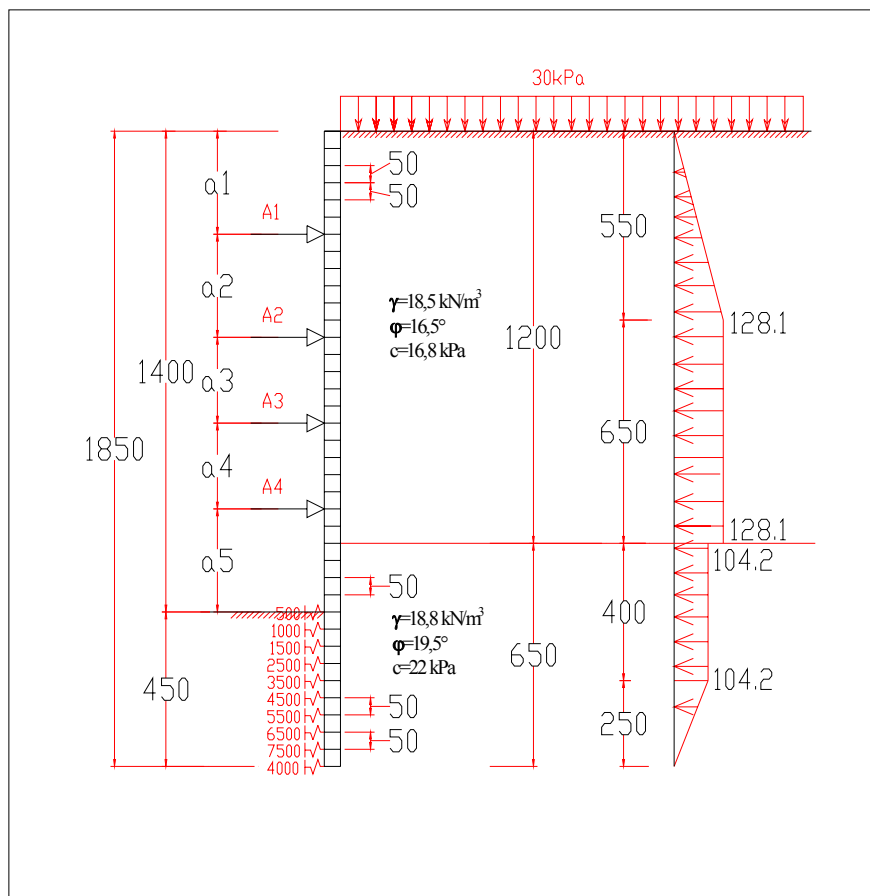 30kPa
50
50
a1
A1
550
a2
γ=18,5 kN/m³
φ=16,5°
c=16,8 kPa
A2
128.1
1200
1400
a3
A3
650
1850
a4
A4
128.1
104.2
a5
50
400
500
γ=18,8 kN/m³
φ=19,5°
c=22 kPa
1000
1500
2500
650
3500
104.2
450
4500
50
5500
250
6500
50
7500
4000